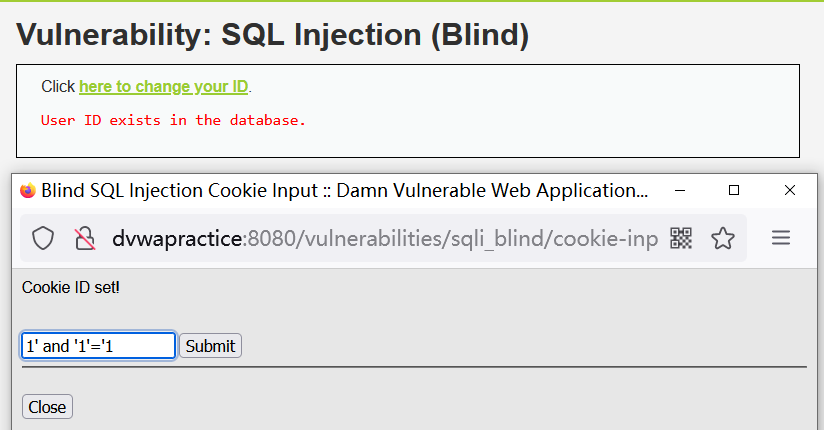 Vulnerability: SQL Injection (Blind)
Click here to change your ID.
User ID exists in the database.
Blind SQL Injection Cookie Input :: Damn Vulnerable Web Application...
dvwapractice:8080/vulnerabilities/sqli_blind/cookie-inp
Cookie ID set!
1' and '1'='1 Submit
Close